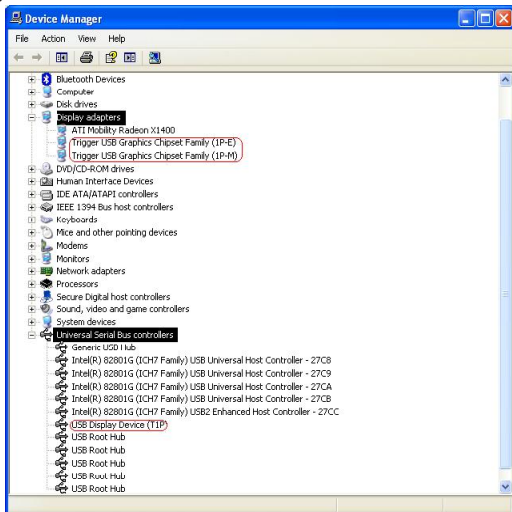 Device Manager
File Action View Help
Bluetooth Devices
Computer
Disk drives
Display adapters
ATI Mobility Radeon X1400
Trigger USB Graphics Chipset Family (1P-E)
Trigger USB Graphics Chipset Family (1P-M)
DVD/CD-ROM drives
Human Interface Devices
IDE ATA/ATAPI controllers
IEEE 1394 Bus host controllers
Keyboards
Mice and other pointing devices
Modems
Monitors
Network adapters
Processors
Secure Digital host controllers
Sound, video and game controllers
System devices
Universal Serial Bus controllers
Generic USB Hub
Intel(R) 82801G (ICH7 Family) USB Universal Host Controller - 27C8
Intel(R) 82801G (ICH7 Family) USB Universal Host Controller - 27C9
Intel(R) 82801G (ICH7 Family) USB Universal Host Controller - 27CA
Intel(R) 82801G (ICH7 Family) USB Universal Host Controller - 27CB
Intel(R) 82801G (ICH7 Family) USB2 Enhanced Host Controller - 27CC
USB Display Device (T1P)
USB Root Hub
USB Root Hub
USB Root Hub
USB Root Hub
USB Root Hub